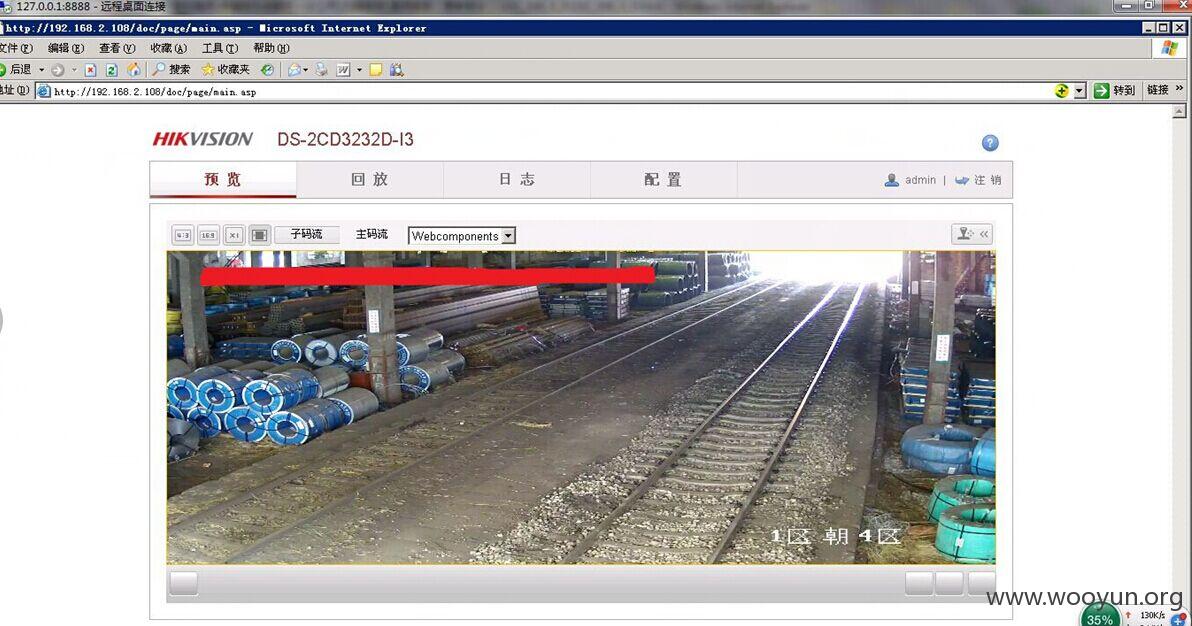 127.0.0.1:8888 - 远程桌面连接
http://192.168.2.108/doc/page/main.asp - Microsoft Internet Explorer
文件(F) 编辑(E) 查看(V) 收藏(A) 工具(T) 帮助(H)
后退 搜索 收藏夹
地址(D) http://192.168.2.108/doc/page/main.asp 转到 链接 »
HIKVISION DS-2CD3232D-I3
预览 回放 日志 配置 admin | 注销
4:3 16:9 X1 子码流 主码流 Webcomponents
1区 朝 4区
www.wooyun.org
35% 130K/s